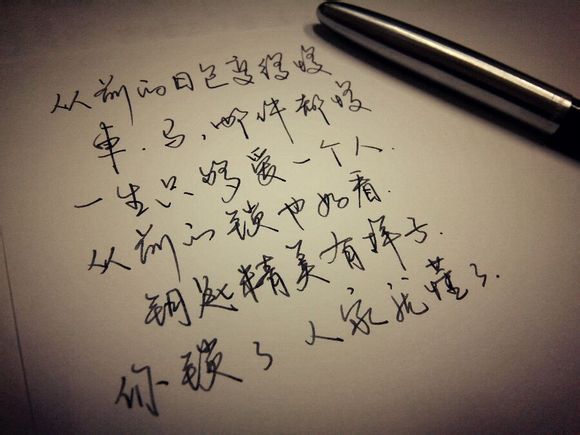 从前的日色变得慢
車.马,邮件都慢
一生只够爱一个人.
从前的锁也好看.
钥匙精美有样子.
你锁了人家就懂了.